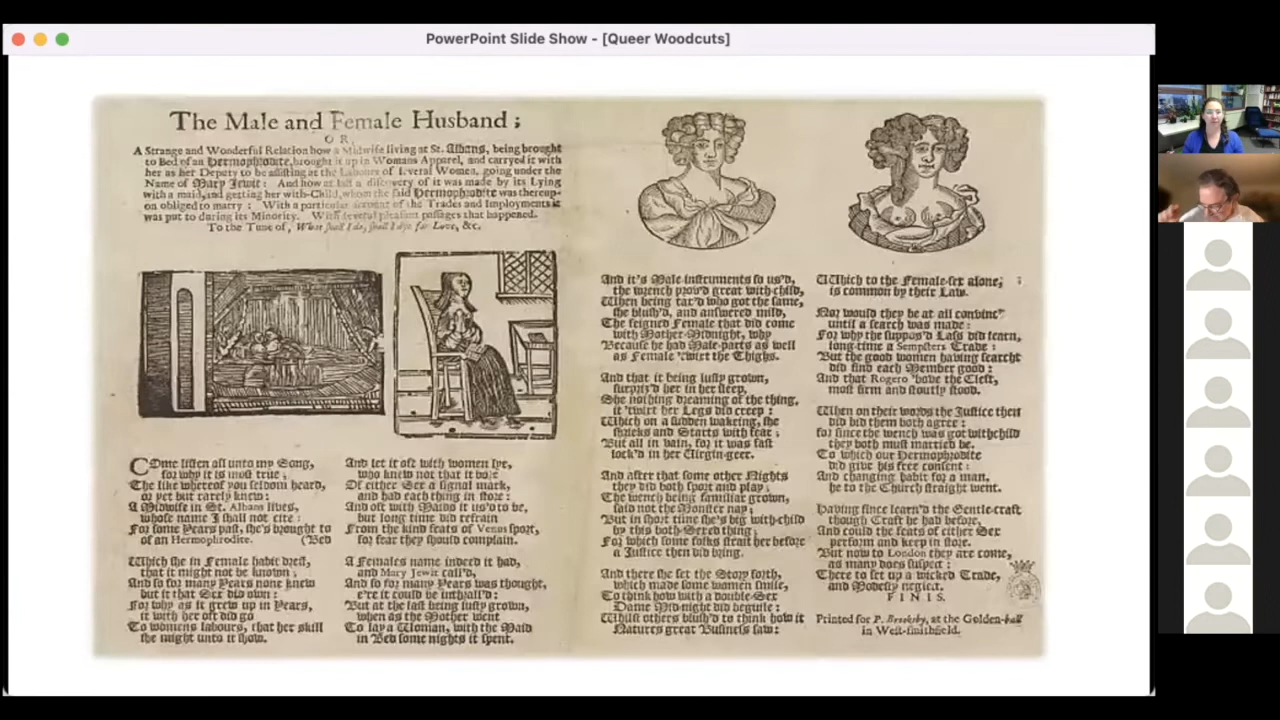 PowerPoint Slide Show - [Queer Woodcuts]
The Male and Female Husband;
OR,
A Strange and Wonderful Relation how a Midwife living at St. Albans, being brought
to Bed of an Hermophrodite, brought it up in Womans Apparel, and carryed it with
her as her Deputy to be assisting at the Labours of several Women, going under the
Name of Mary Jewit: And how at last a discovery of it was made by its Lying
with a maid, and getting her with-Child, whom the said Hermophrodite was thereup-
on obliged to marry: With a particular account of the Trades and Imployments it
was put to during its Minority. With several pleasant passages that happened.
To the Tune of, What shall I do, shall I dye for Love, &c.
COme listen all unto my Song,
for why it is most true;
The like whereof you seldom heard,
or yet but rarely knew:
A Midwife in St. Albans lives,
whose name I shall not cite:
For some Years past, she's brought to
of an Hermophrodite. (Bed
Which she in Female habit drest,
that it might not be known;
And so for many Years none knew
but it that Sex did own:
For why as it grew up in Years,
it with her oft did go
To womens labours, that her skill
she might unto it show.
And let it oft with women lye,
who knew not that it bore
Of either Sex a signal mark,
and had each thing in store:
And oft with Maids it us'd to be,
but long time did refrain
From the kind feats of Venus sport,
for fear they should complain.
A Females name indeed it had,
and Mary Jewit call'd,
And so for many Years was thought,
e're it could be inthrall'd:
But at the last being lusty grown,
when as the Mother went
To lay a Woman, with the Maid
in Bed some nights it spent.
And it's Male-instruments so us'd,
the wench prov'd great with-child,
When being tax'd who got the same,
she blush'd, and answered mild,
The feigned Female that did come
with Mother-Midnight, why
Because he had Male-parts as well
as Female 'twixt the Thighs.
And that it being lusty grown,
surpriz'd her in her sleep,
She nothing dreaming of the thing,
it 'twixt her Legs did creep:
Which on a sudden wakeing, she
shrieks and Starts with fear;
But all in vain, for it was fast
lock'd in her Virgin-geer.
And after that some other Nights
they did both sport and play;
The wench being familiar grown,
said not the Monster nay;
But in short time she's big with-child
by this both-Sexed thing;
For which some folks strait her before
a Justice then did bring.
And there she set the Story forth,
which made some women smile,
To think how with a double-Sex
Dame Mid-night did beguile:
Whilst others blush'd to think how it
Natures great Business saw:
Which to the Female-sex alone,
is common by their Law.
Nor would they be at all convinc'
until a search was made:
For why the suppos'd Lass did learn,
long-time a Sempsters Trade:
But the good women having searcht
did find each Member good:
And that Rogero 'bove the Cleft,
most firm and stoutly stood.
When on their words the Justice then
did bid them both agree:
for since the wench was got withchild
they both must married be.
To which our Hermophrodite
did give his free consent:
And changing habit for a man,
he to the Church straight went.
Having since learn'd the Gentle-craft
though Craft he had before,
And could the feats of either Sex
perform and keep in store.
But now to London they are come,
as many does suspect:
There to set up a wicked Trade,
and Modesty neglect.
FINIS.
Printed for P. Brooksby, at the Golden-ball
in West-smithfield.